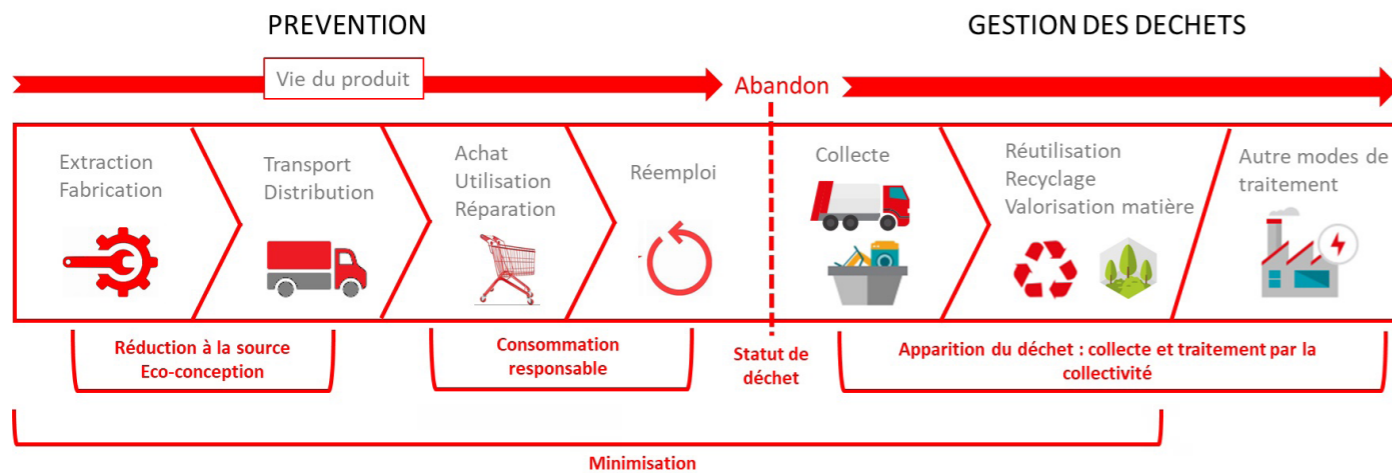 PREVENTION
GESTION DES DECHETS
Vie du produit
Abandon
Extraction
Fabrication
Transport
Distribution
Achat
Utilisation
Réparation
Réemploi
Collecte
Réutilisation
Recyclage
Valorisation matière
Autre modes de
traitement
Réduction à la source
Eco-conception
Consommation
responsable
Statut de
déchet
Apparition du déchet : collecte et traitement par la
collectivité
Minimisation